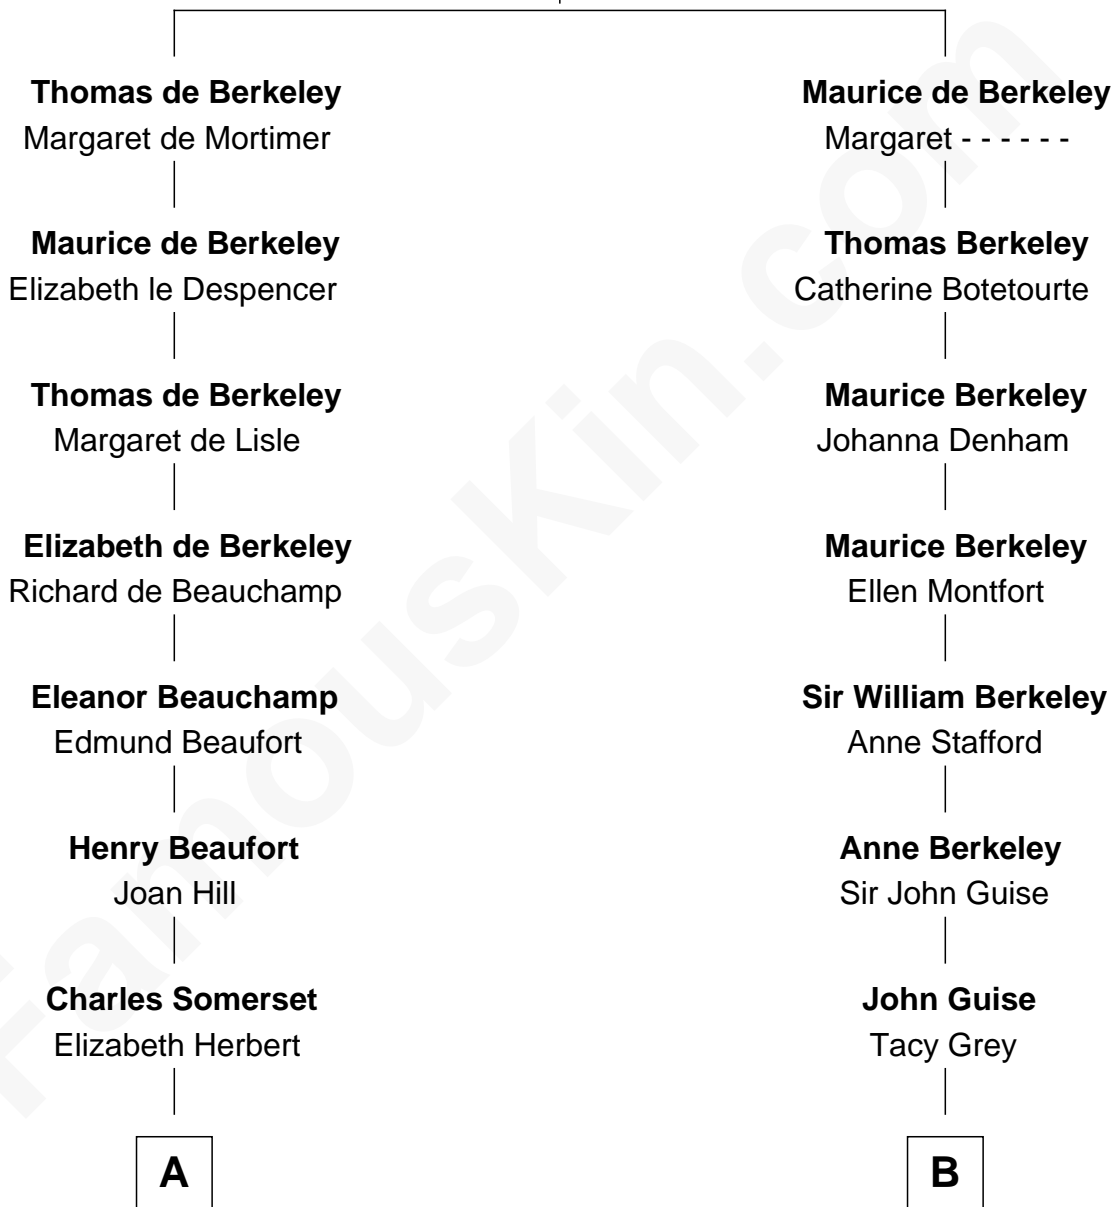 Thomas de Berkeley
Margaret de Mortimer
Maurice de Berkeley
Elizabeth le Despencer
Thomas de Berkeley
Margaret de Lisle
Elizabeth de Berkeley
Richard de Beauchamp
Eleanor Beauchamp
Edmund Beaufort
Henry Beaufort
Joan Hill
Charles Somerset
Elizabeth Herbert
A
Maurice de Berkeley
Margaret - - - - - -
Thomas Berkeley
Catherine Botetourte
Maurice Berkeley
Johanna Denham
Maurice Berkeley
Ellen Montfort
Sir William Berkeley
Anne Stafford
Anne Berkeley
Sir John Guise
John Guise
Tacy Grey
B
FamousKin.com